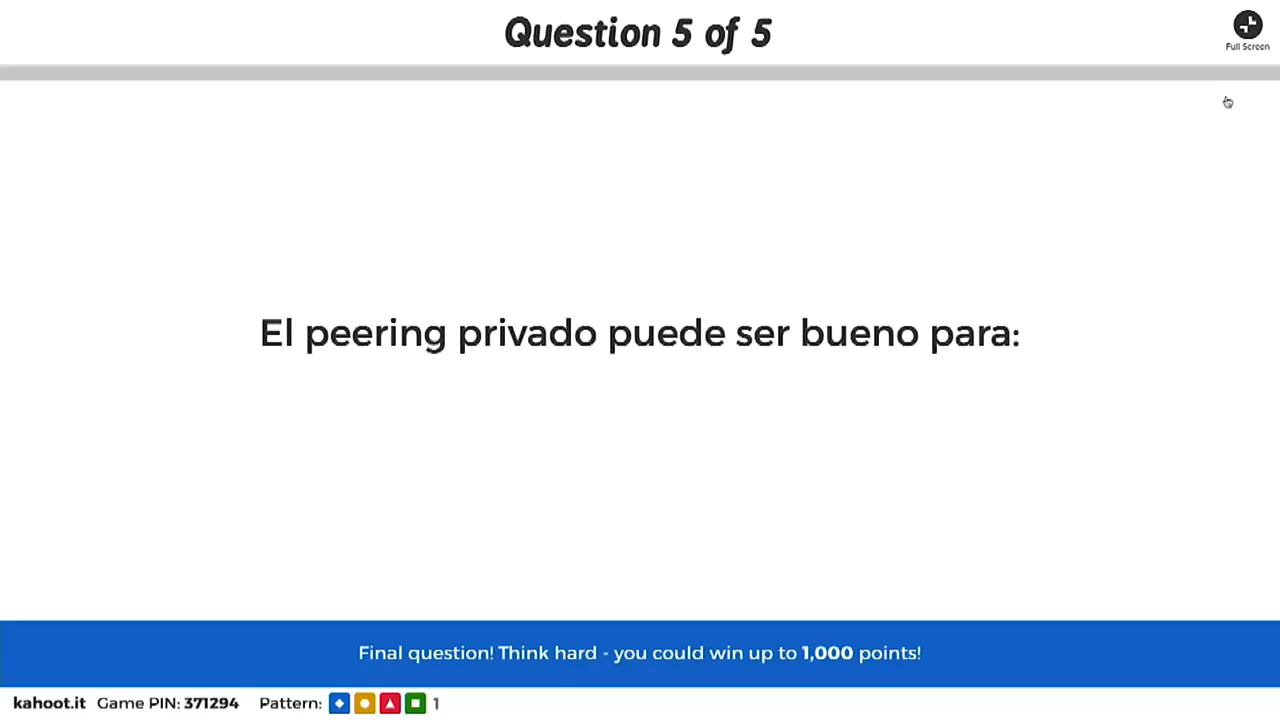 Question 5 of 5
Full Screen
El peering privado puede ser bueno para:
Final question! Think hard - you could win up to 1,000 points!
kahoot.it Game PIN: 371294 Pattern: 1